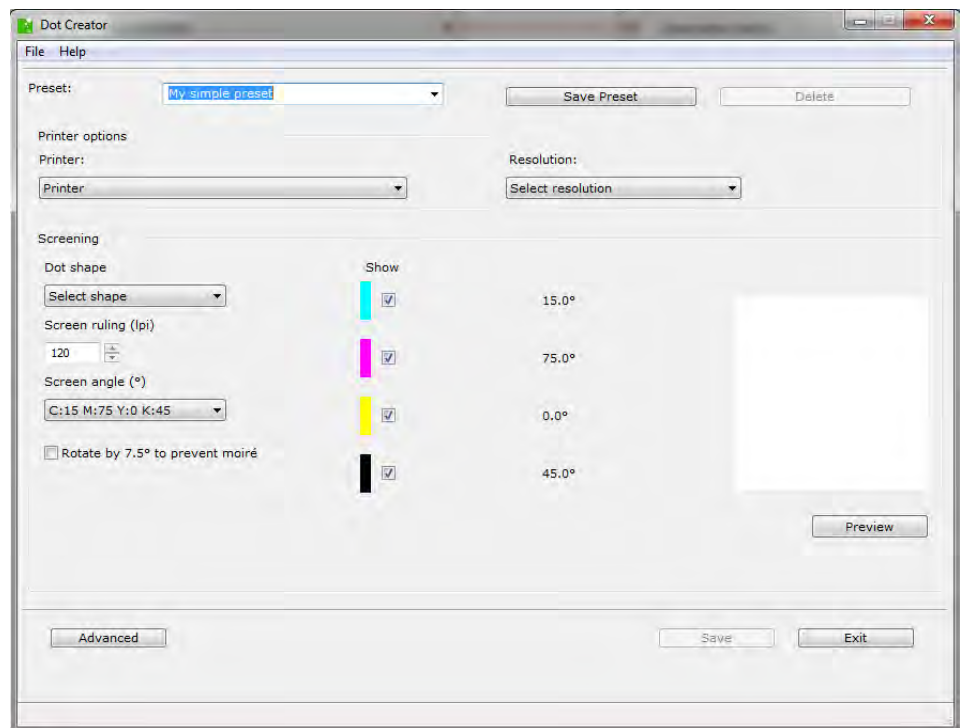 Dot Creator
File Help
Preset: My simple preset Save Preset Delete
Printer options
Printer: Resolution:
Printer Select resolution
Screening
Dot shape Show
Select shape 15.0°
Screen ruling (lpi)
120 75.0°
Screen angle (°)
C:15 M:75 Y:0 K:45 0.0°
Rotate by 7.5° to prevent moiré
45.0°
Preview
Advanced Save Exit